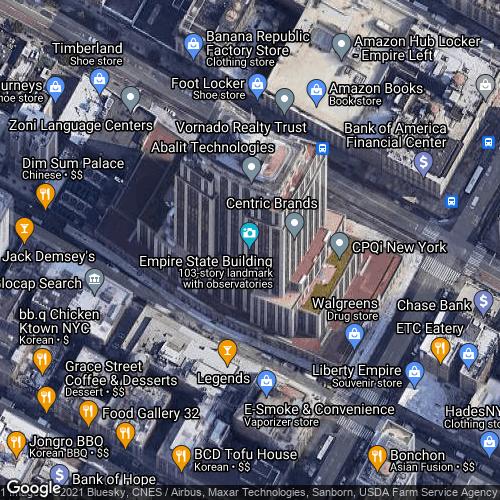 Banana Republic
Factory Store
Clothing store
Amazon Hub Locker
- Empire Left
Timberland
Shoe store
Foot Locker
Shoe store
Amazon Books
Book store
ourneys
hoe store
Zoni Language Centers
Vornado Realty Trust
Bank of America
Financial Center
Abalit Technologies
Dim Sum Palace
Chinese • $$
Centric Brands
CPQi New York
Jack Demsey's
Empire State Building
103-story landmark
with observatories
slocap Search
Walgreens
Drug store
Chase Bank
bb.q Chicken
Ktown NYC
Korean • $
ETC Eatery
Grace Street
Coffee & Desserts
Dessert • $$
Legends
Liberty Empire
Souvenir store
Food Gallery 32
E-Smoke & Convenience
Vaporizer store
HadesNY
Clothing st
Jongro BBQ
Korean BBQ • $$
BCD Tofu House
Korean • $$
Bonchon
Asian Fusion • $$
Bank of Hope
Google
2021 Bluesky, CNES / Airbus, Maxar Technologies, Sanborn, USDA Farm Service Agency